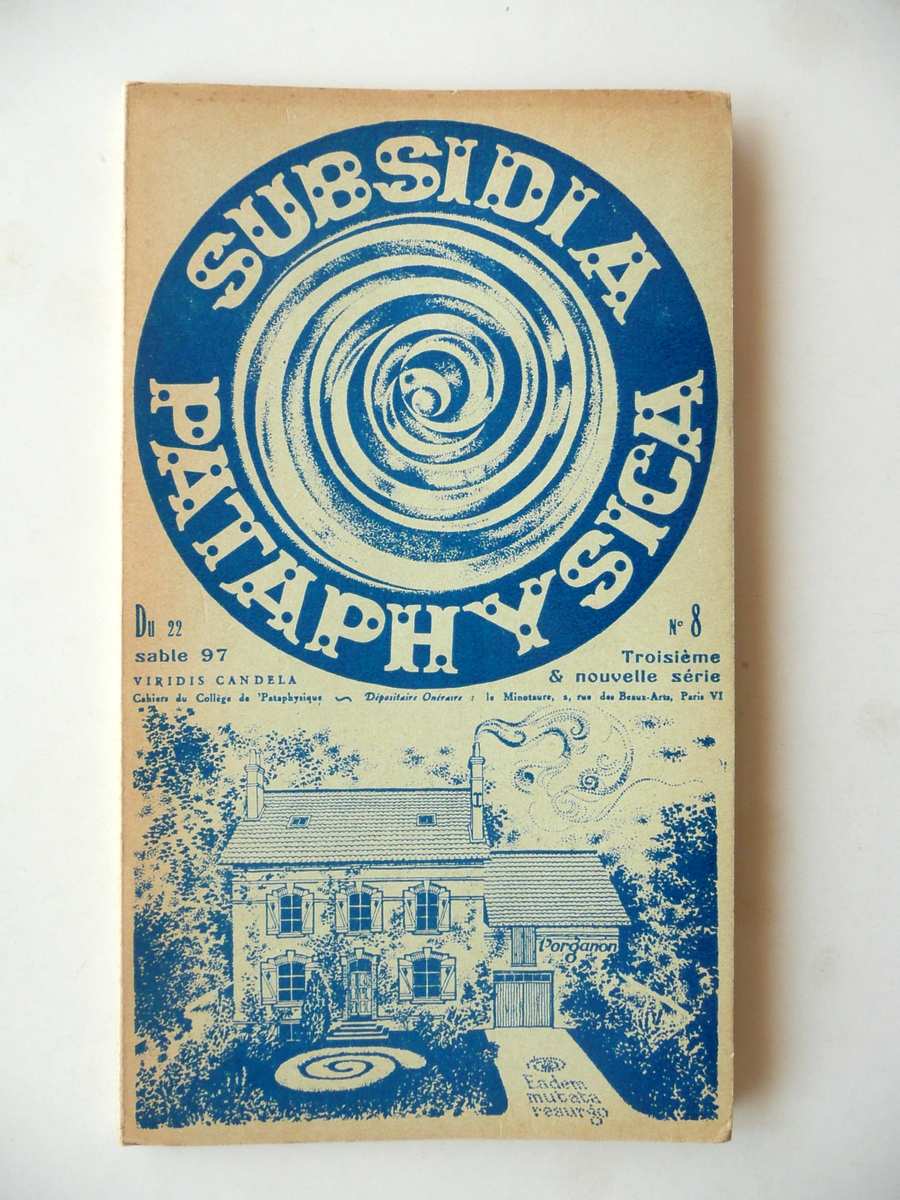 SUBSIDIA
PATAPHYSICA
Du 22
sable 97
VIRIDIS CANDELA
N° 8
Troisième
& nouvelle série
Cahiers du Collège de 'Pataphysique ~ Dépositaire Onéraire : le Minotaure, 2, rue des Beaux-Arts, Paris VI
L'organon
Eadem
mutata
resurgo